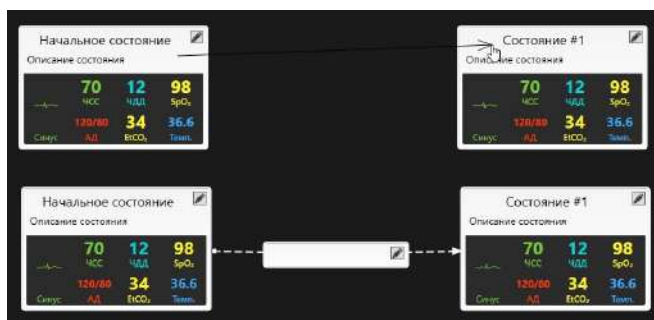 Начальное состояние
Описание состояния
70 12 98
ЧСС ЧДД SpO₂
120/80 34 36.6
Синус АД EtCO₂ Темп.
Состояние #1
Описание состояния
70 12 98
ЧСС ЧДД SpO₂
120/80 34 36.6
Синус АД EtCO₂ Темп.
Начальное состояние
Описание состояния
70 12 98
ЧСС ЧДД SpO₂
120/80 34 36.6
Синус АД EtCO₂ Темп.
Состояние #1
Описание состояния
70 12 98
ЧСС ЧДД SpO₂
120/80 34 36.6
Синус АД EtCO₂ Темп.